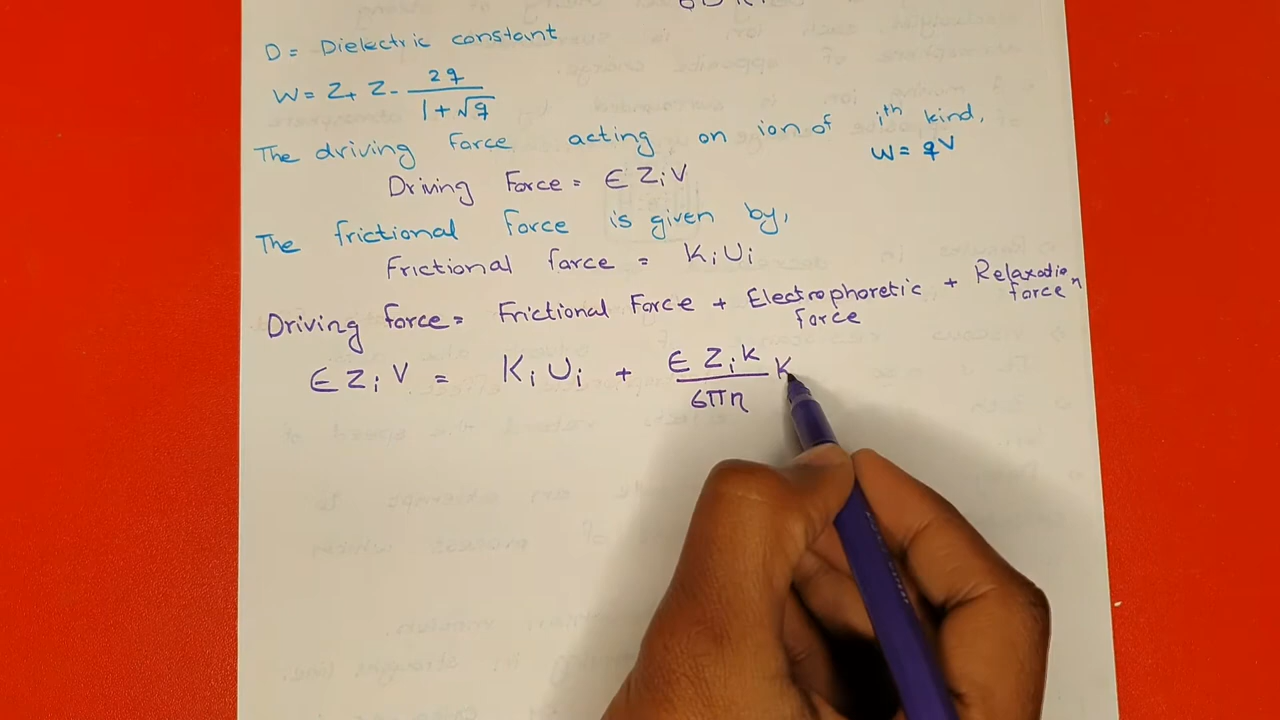 D = Dielectric constant
W = Z+ Z- 2q / 1 + √q
The driving Force acting on ion of ith kind,
W = qV
Driving Force = ∈ Zi V
The frictional Force is given by,
Frictional force = Ki Ui
Driving force = Frictional Force + Electrophoretic force + Relaxation force
∈ Zi V = Ki Ui + ∈ Zi k / 6πη K